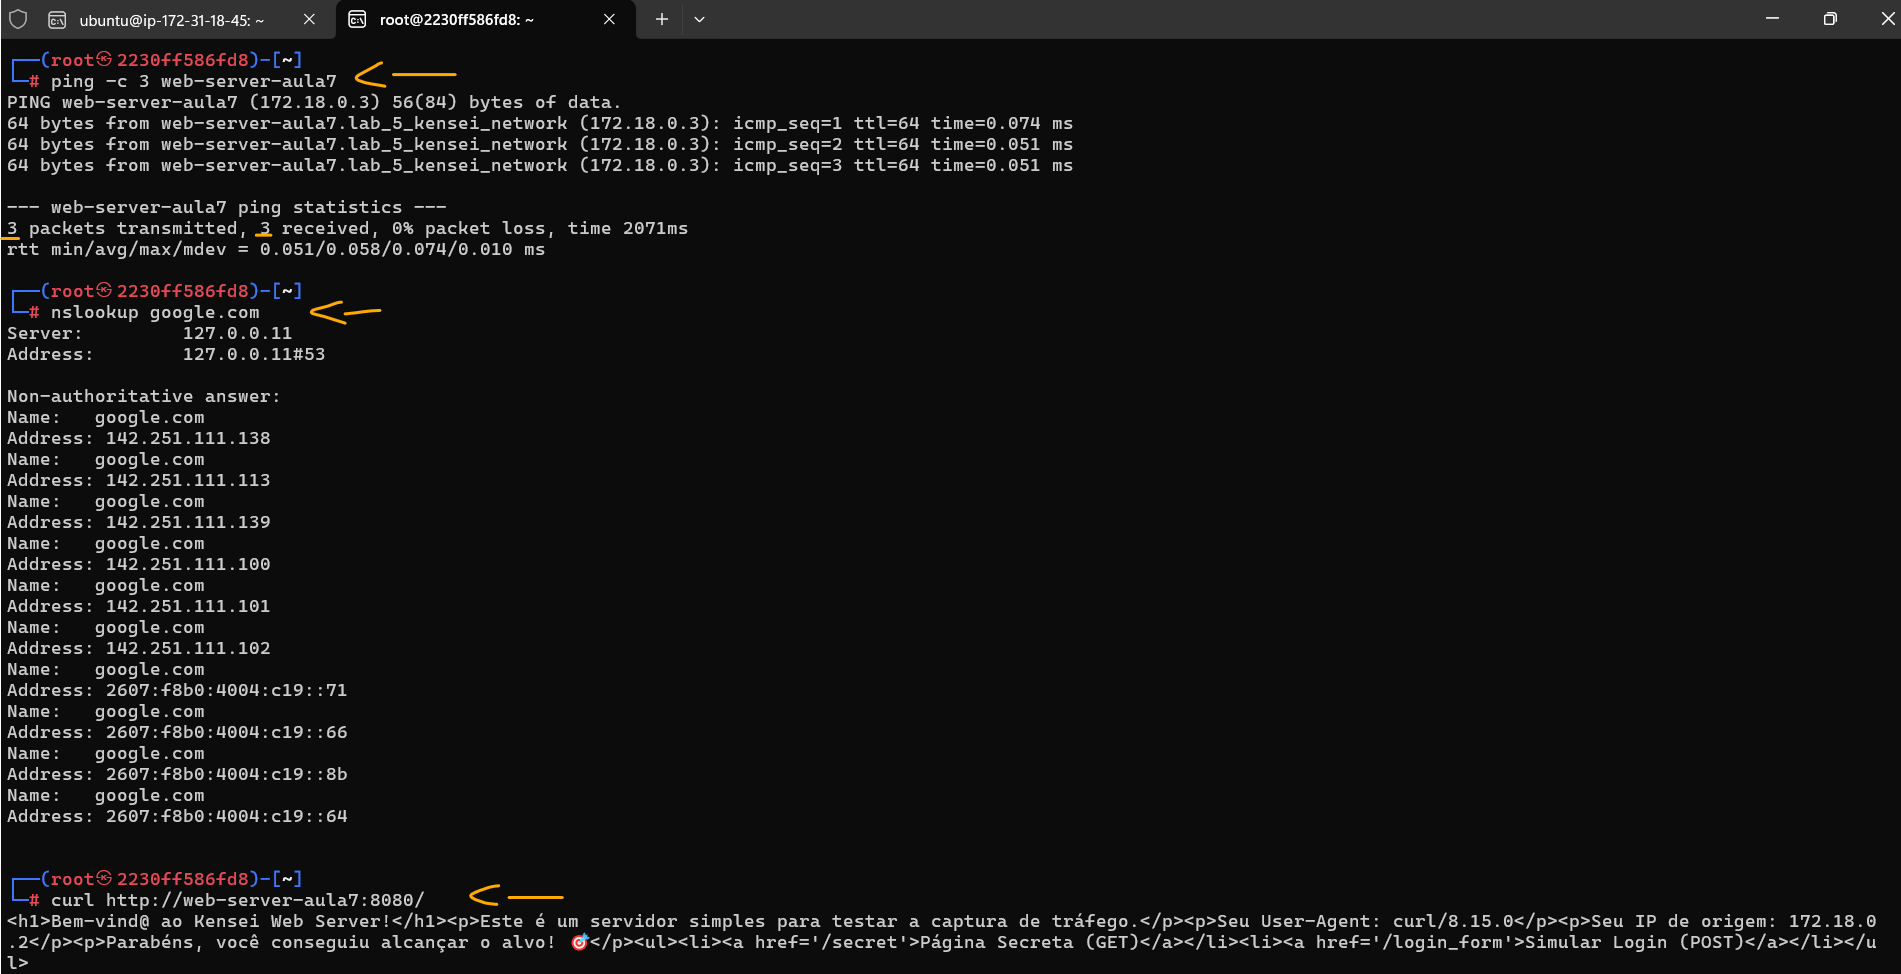 ubuntu@ip-172-31-18-45: ~
root@2230ff586fd8: ~
┌──(root㉿2230ff586fd8)-[~]
└─# ping -c 3 web-server-aula7
PING web-server-aula7 (172.18.0.3) 56(84) bytes of data.
64 bytes from web-server-aula7.lab_5_kensei_network (172.18.0.3): icmp_seq=1 ttl=64 time=0.074 ms
64 bytes from web-server-aula7.lab_5_kensei_network (172.18.0.3): icmp_seq=2 ttl=64 time=0.051 ms
64 bytes from web-server-aula7.lab_5_kensei_network (172.18.0.3): icmp_seq=3 ttl=64 time=0.051 ms
--- web-server-aula7 ping statistics ---
3 packets transmitted, 3 received, 0% packet loss, time 2071ms
rtt min/avg/max/mdev = 0.051/0.058/0.074/0.010 ms
┌──(root㉿2230ff586fd8)-[~]
└─# nslookup google.com
Server:		127.0.0.11
Address:	127.0.0.11#53
Non-authoritative answer:
Name:	google.com
Address: 142.251.111.138
Name:	google.com
Address: 142.251.111.113
Name:	google.com
Address: 142.251.111.139
Name:	google.com
Address: 142.251.111.100
Name:	google.com
Address: 142.251.111.101
Name:	google.com
Address: 142.251.111.102
Name:	google.com
Address: 2607:f8b0:4004:c19::71
Name:	google.com
Address: 2607:f8b0:4004:c19::66
Name:	google.com
Address: 2607:f8b0:4004:c19::8b
Name:	google.com
Address: 2607:f8b0:4004:c19::64
┌──(root㉿2230ff586fd8)-[~]
└─# curl http://web-server-aula7:8080/
<h1>Bem-vind@ ao Kensei Web Server!</h1><p>Este é um servidor simples para testar a captura de tráfego.</p><p>Seu User-Agent: curl/8.15.0</p><p>Seu IP de origem: 172.18.0
.2</p><p>Parabéns, você conseguiu alcançar o alvo! 🎯</p><ul><li><a href='/secret'>Página Secreta (GET)</a></li><li><a href='/login_form'>Simular Login (POST)</a></li></u
l>